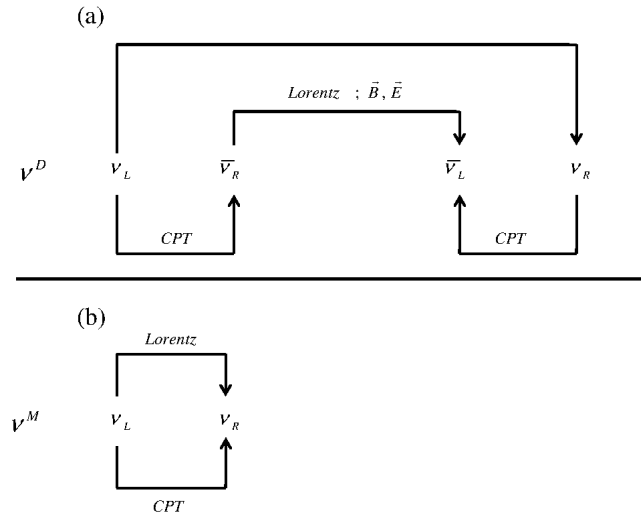 (a)
Lorentz ; B⃗ , E⃗
ν^D ν_L ν̅_R ν̅_L ν_R
CPT CPT
(b)
Lorentz
ν^M ν_L ν_R
CPT